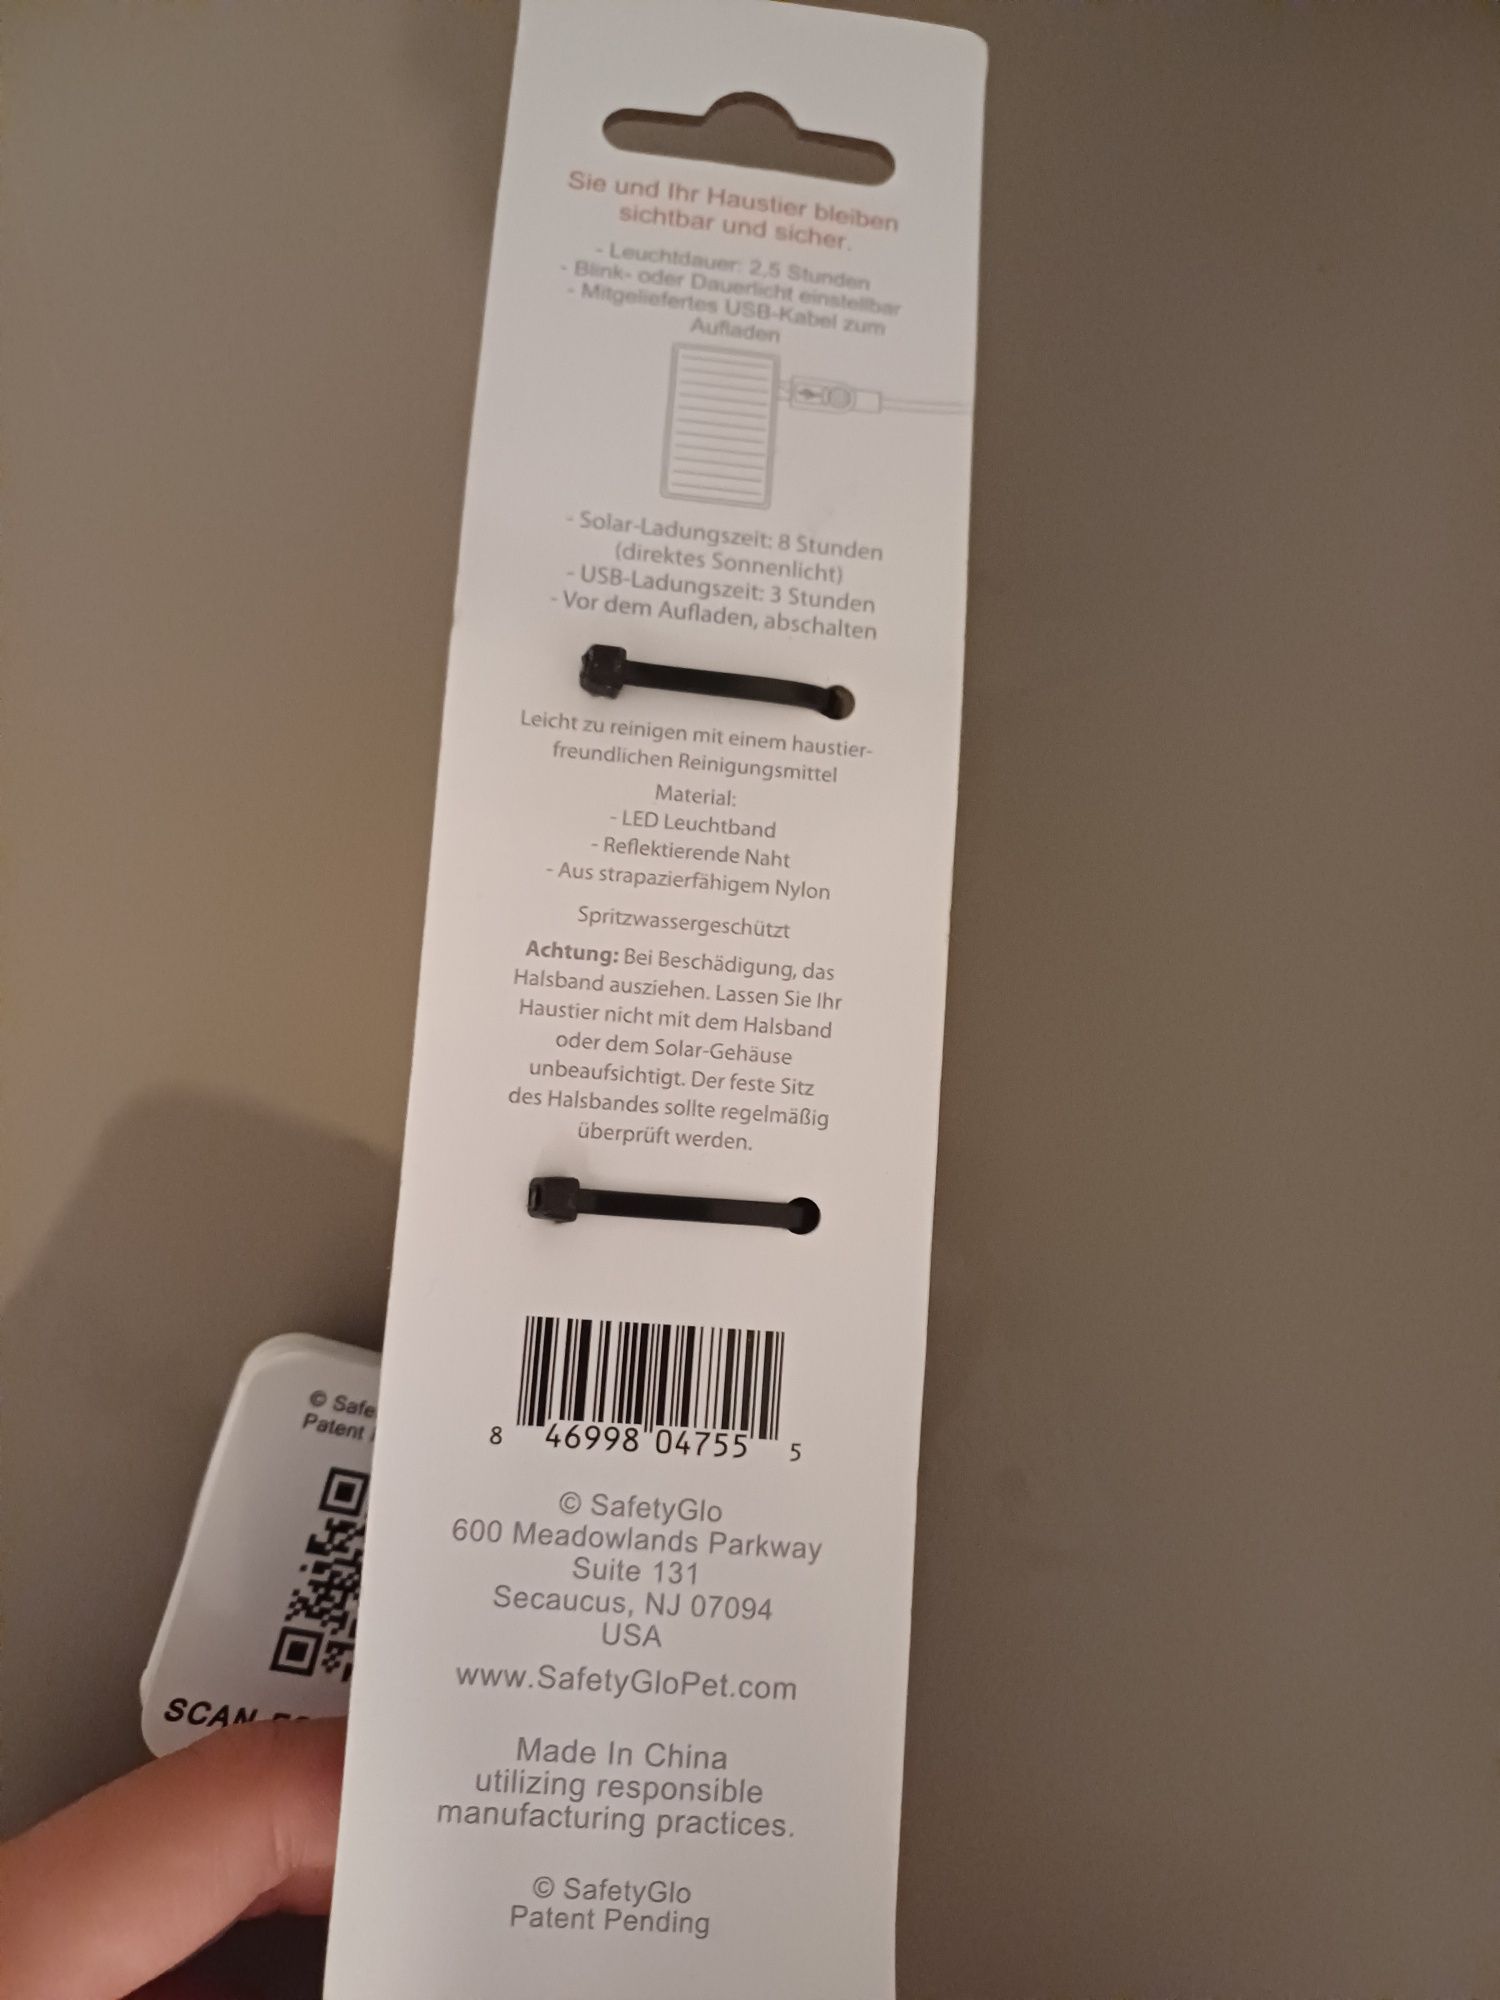 Sie und Ihr Haustier bleiben
sichtbar und sicher.
- Leuchtdauer: 2,5 Stunden
- Blink- oder Dauerlicht einstellbar
- Mitgeliefertes USB-Kabel zum
Aufladen
- Solar-Ladungszeit: 8 Stunden
(direktes Sonnenlicht)
- USB-Ladungszeit: 3 Stunden
- Vor dem Aufladen, abschalten
Leicht zu reinigen mit einem haustier-
freundlichen Reinigungsmittel
Material:
- LED Leuchtband
- Reflektierende Naht
- Aus strapazierfähigem Nylon
Spritzwassergeschützt
Achtung: Bei Beschädigung, das
Halsband ausziehen. Lassen Sie Ihr
Haustier nicht mit dem Halsband
oder dem Solar-Gehäuse
unbeaufsichtigt. Der feste Sitz
des Halsbandes sollte regelmäßig
überprüft werden.
8 46998 04755 5
© SafetyGlo
600 Meadowlands Parkway
Suite 131
Secaucus, NJ 07094
USA
www.SafetyGloPet.com
Made In China
utilizing responsible
manufacturing practices.
© SafetyGlo
Patent Pending
© Safe
Patent
SCAN